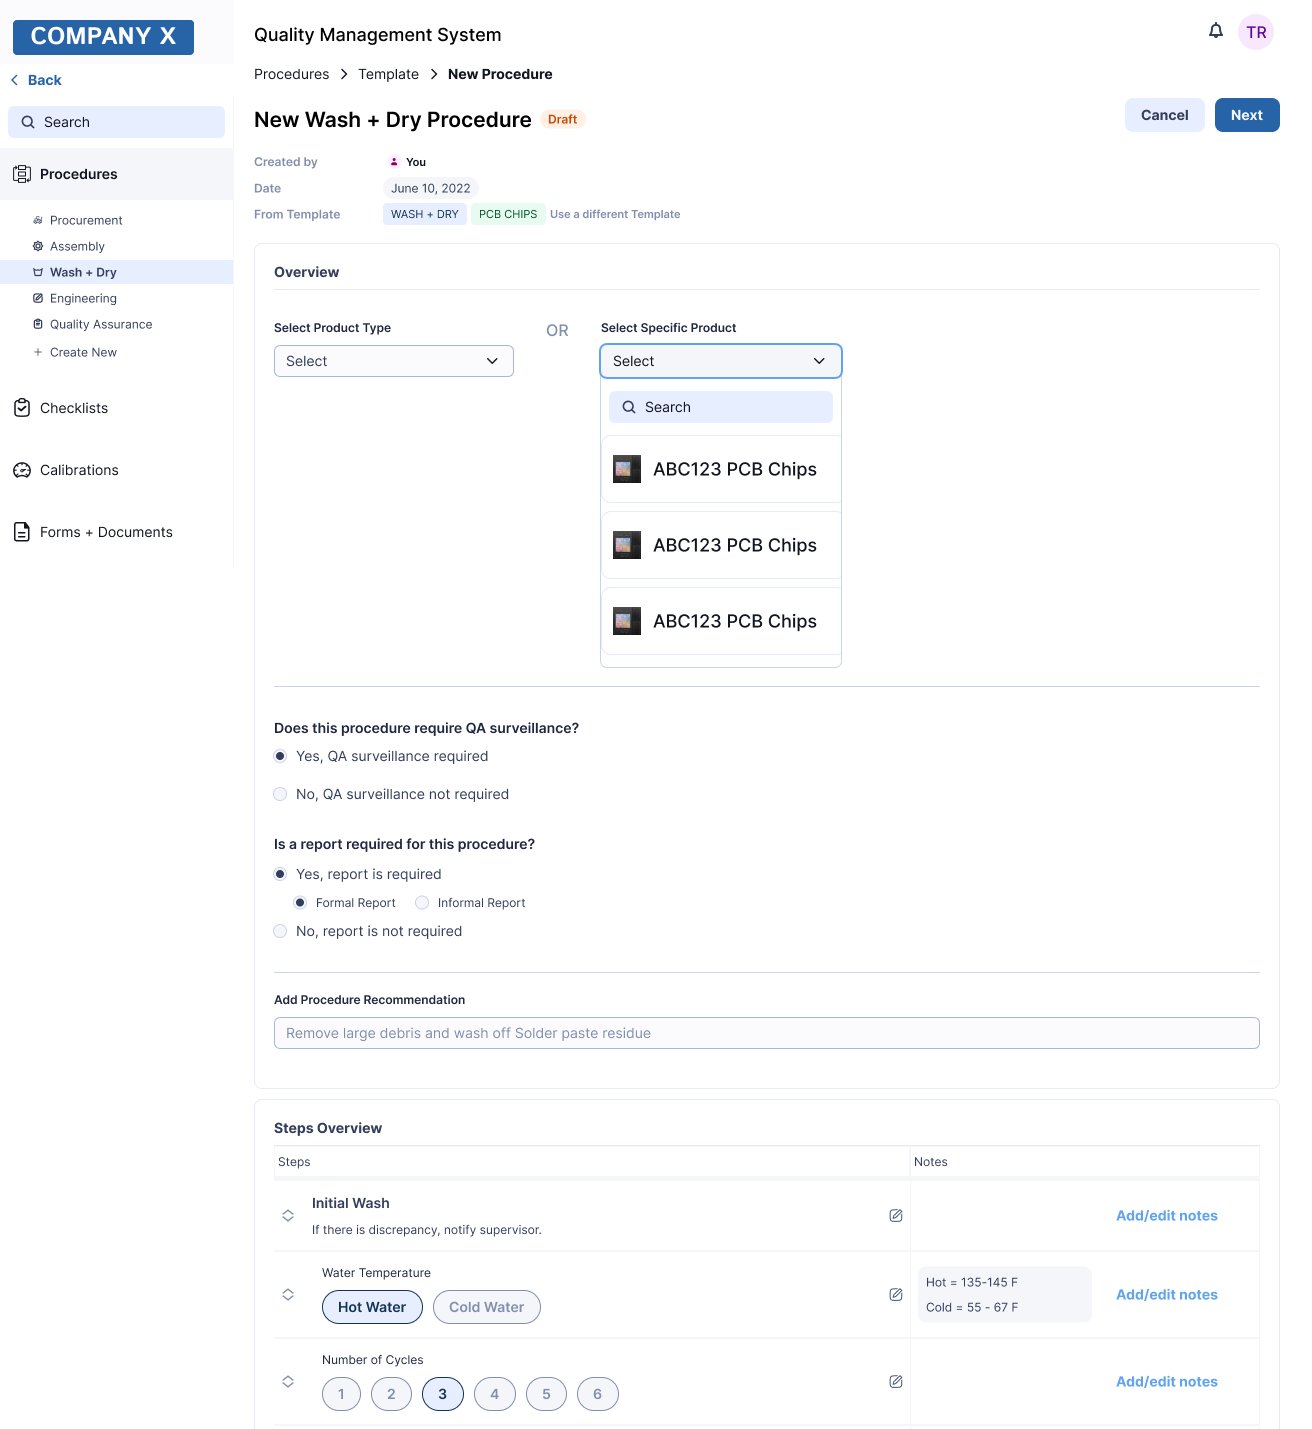 COMPANY X
Back
Search
Procedures
Procurement
Assembly
Wash + Dry
Engineering
Quality Assurance
Create New
Checklists
Calibrations
Forms + Documents
Quality Management System
TR
Procedures > Template > New Procedure
New Wash + Dry Procedure Draft
Cancel Next
Created by You
Date June 10, 2022
From Template WASH + DRY PCB CHIPS Use a different Template
Overview
Select Product Type OR Select Specific Product
Select Select
Search
ABC123 PCB Chips
ABC123 PCB Chips
ABC123 PCB Chips
Does this procedure require QA surveillance?
Yes, QA surveillance required
No, QA surveillance not required
Is a report required for this procedure?
Yes, report is required
Formal Report Informal Report
No, report is not required
Add Procedure Recommendation
Remove large debris and wash off Solder paste residue
Steps Overview
Steps Notes
Initial Wash
If there is discrepancy, notify supervisor.
Add/edit notes
Water Temperature
Hot Water Cold Water
Hot = 135-145 F
Cold = 55 - 67 F
Add/edit notes
Number of Cycles
1 2 3 4 5 6
Add/edit notes